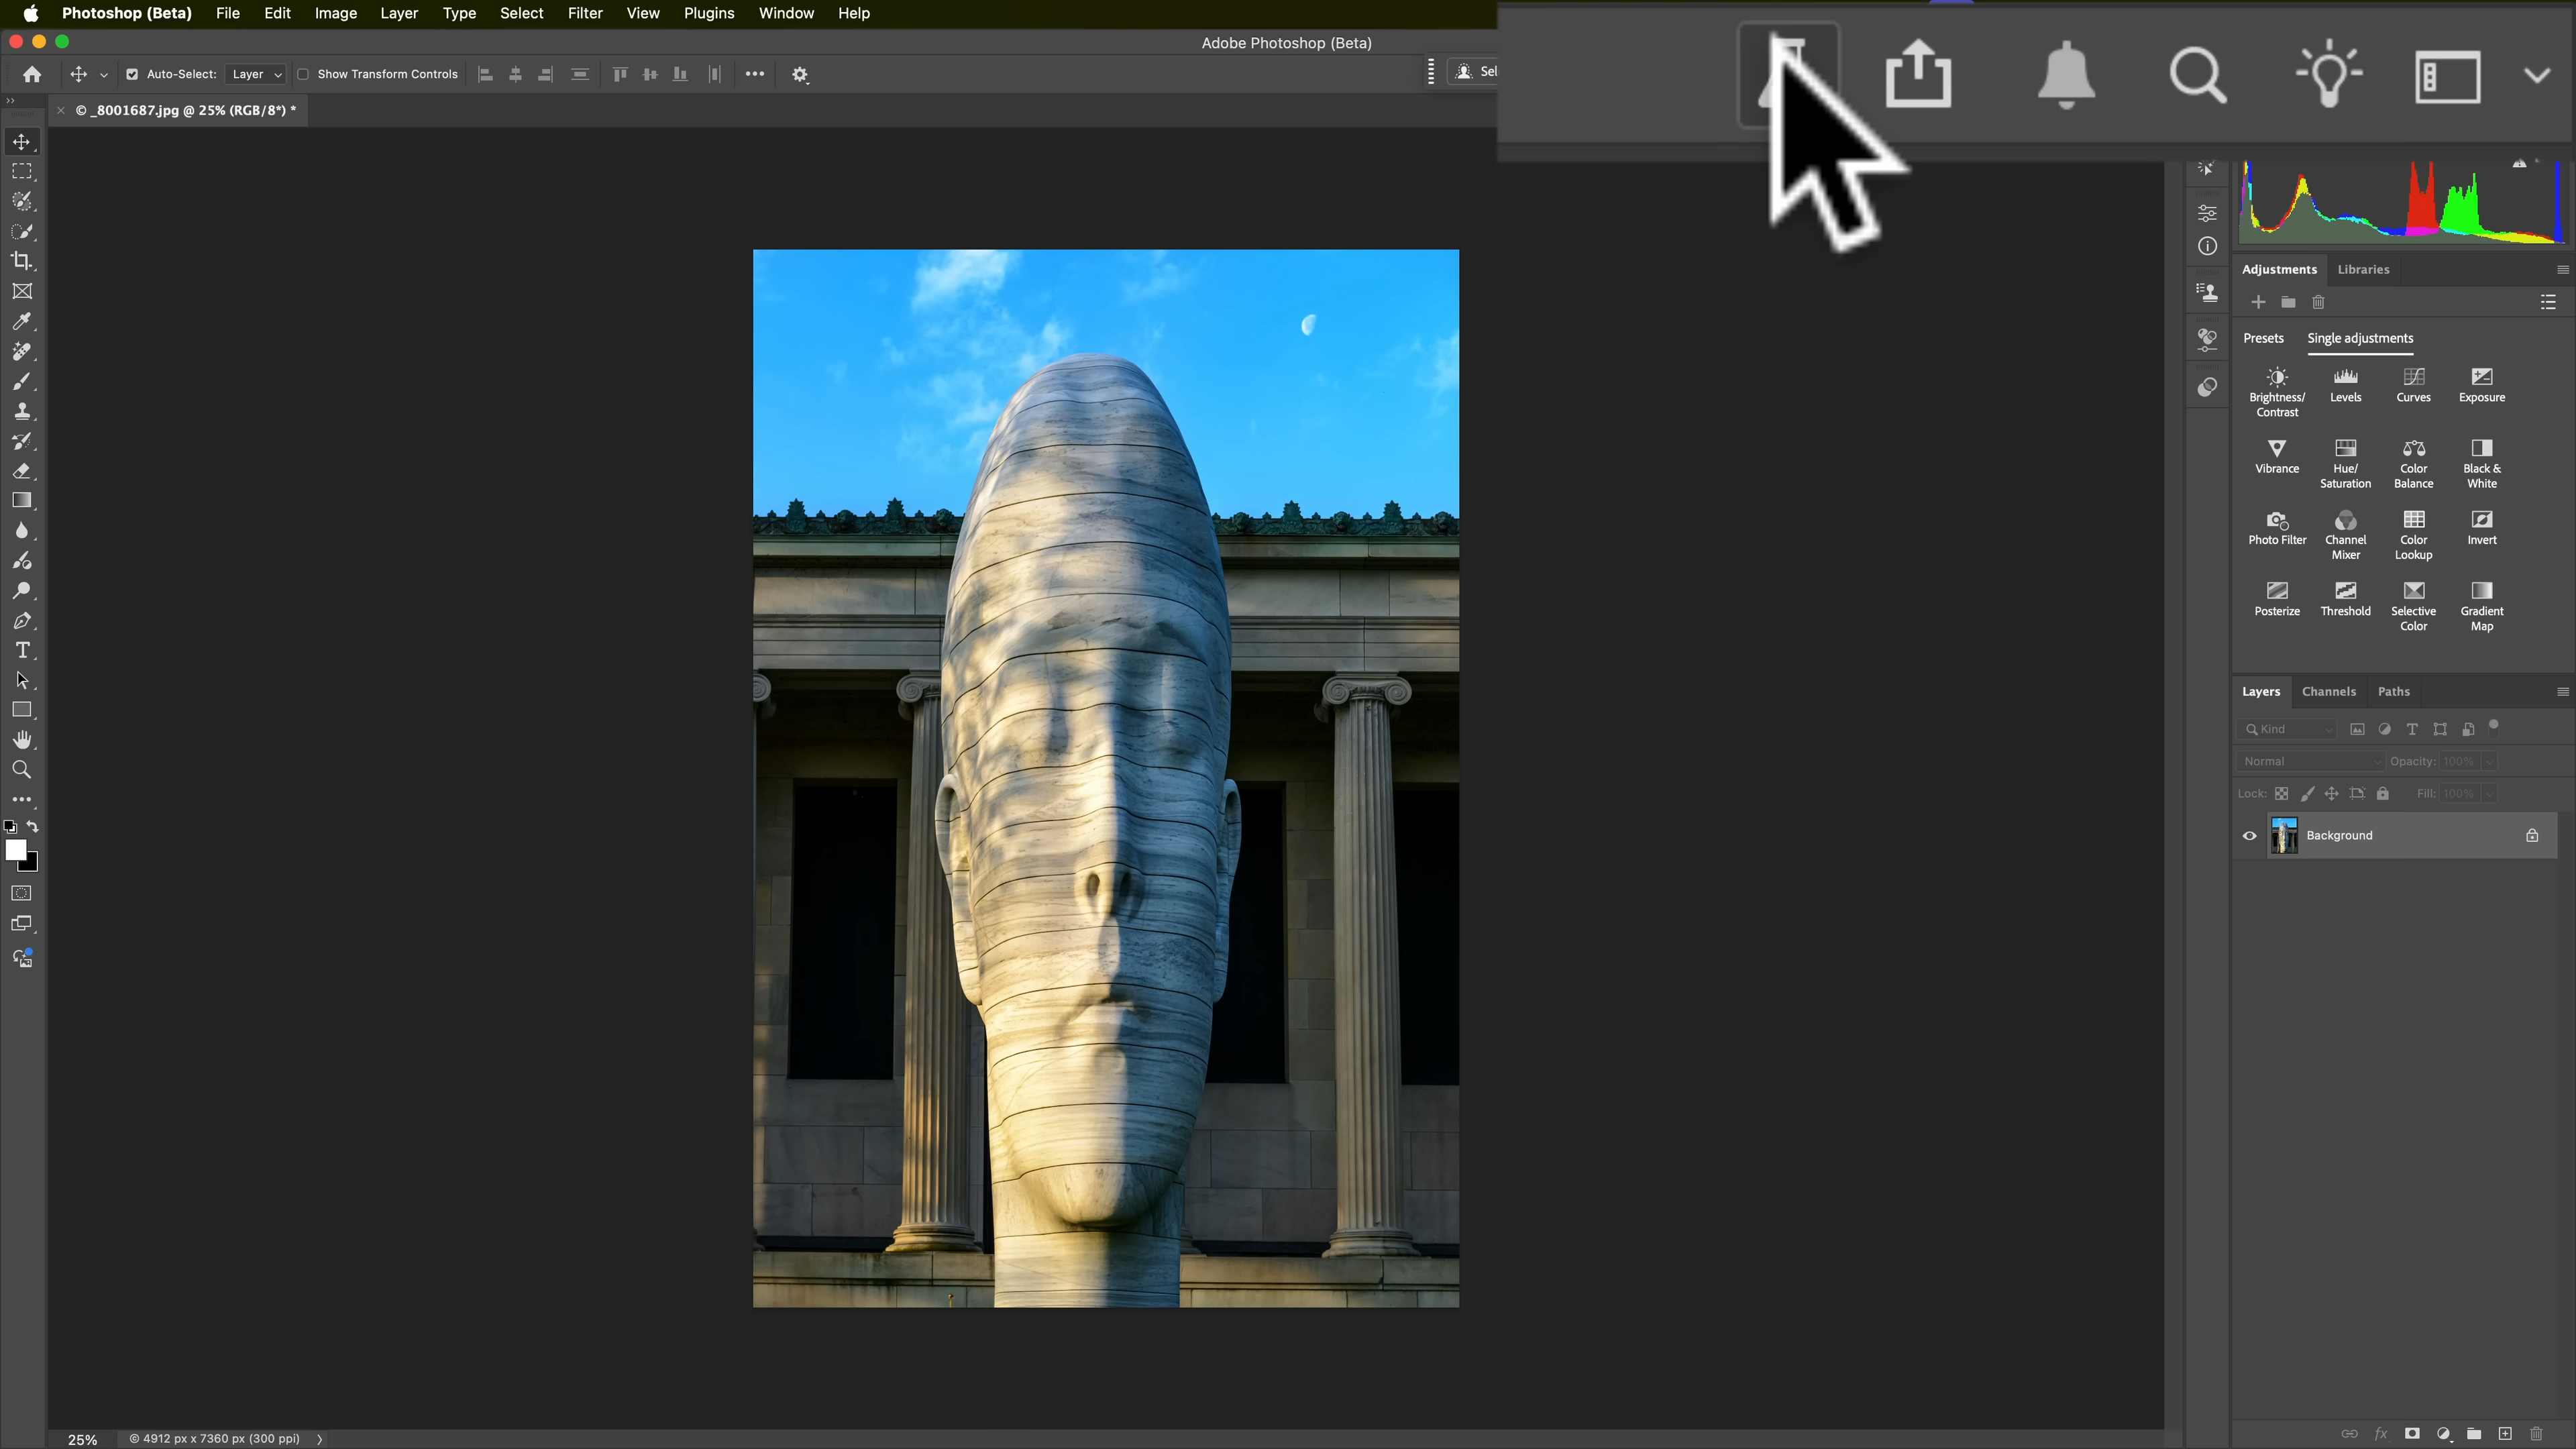 Photoshop (Beta) File Edit Image Layer Type Select Filter View Plugins Window Help
Adobe Photoshop (Beta)
Auto-Select: Layer Show Transform Controls
Sel
© _8001687.jpg @ 25% (RGB/8*) *
Adjustments Libraries
Presets Single adjustments
Brightness/ Levels Curves Exposure
Contrast
Vibrance Hue/ Color Black &
Saturation Balance White
Photo Filter Channel Color Invert
Mixer Lookup
Posterize Threshold Selective Gradient
Color Map
Layers Channels Paths
Kind
Normal Opacity: 100%
Lock: Fill: 100%
Background
fx
25% © 4912 px x 7360 px (300 ppi)